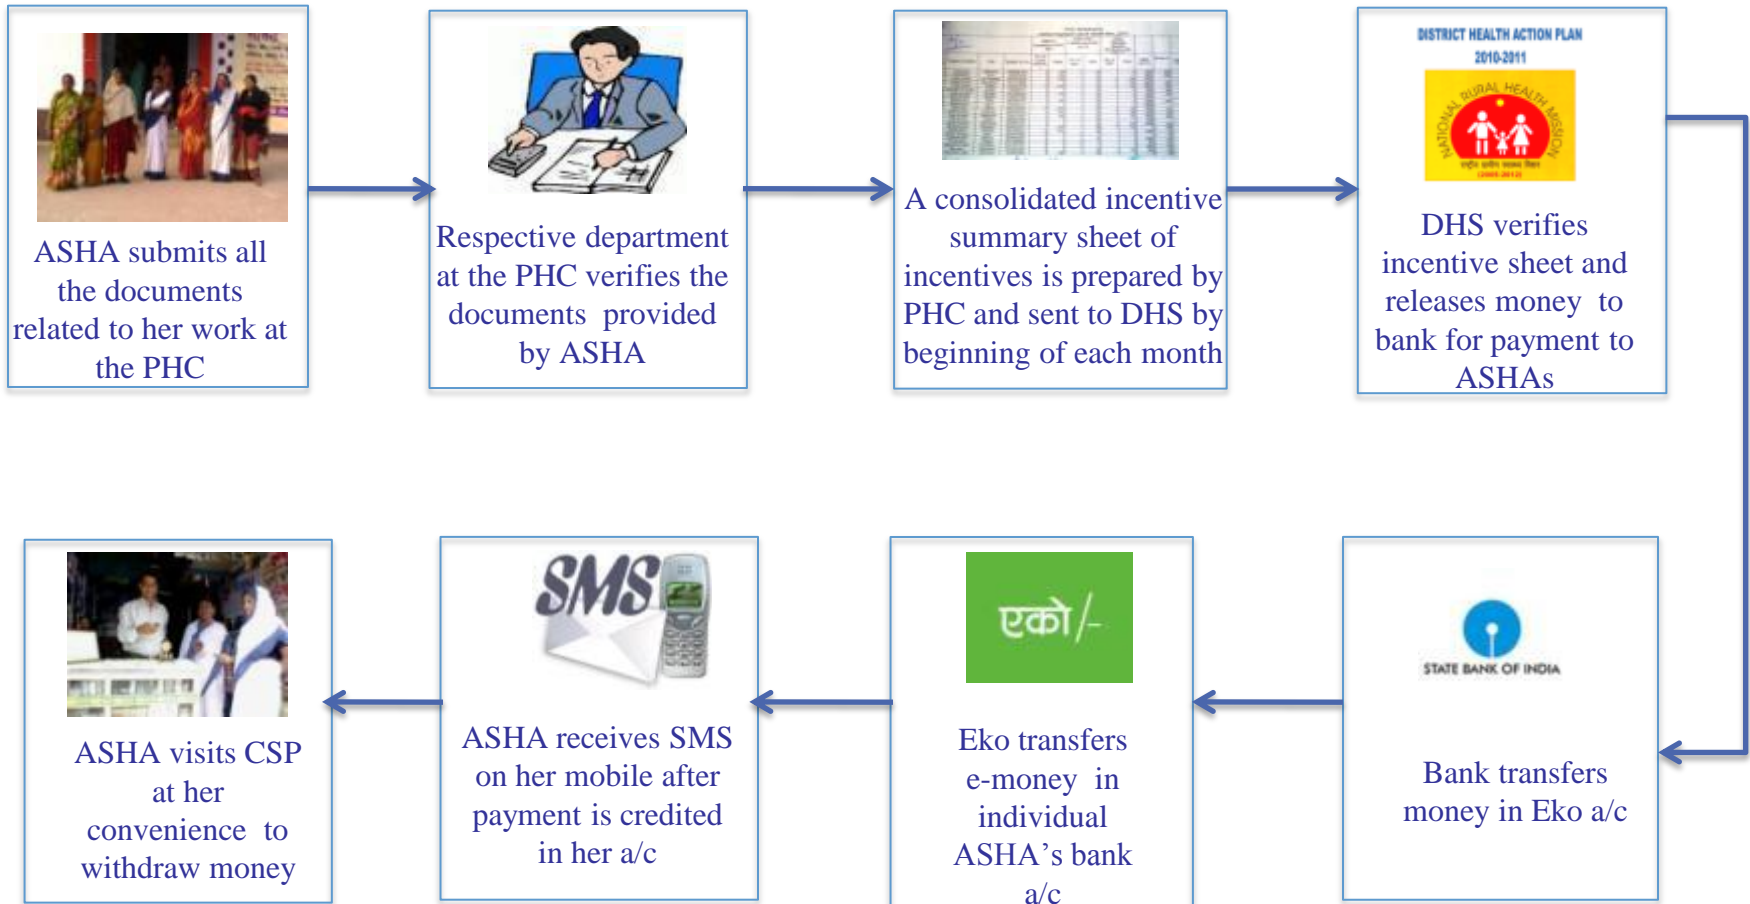 ASHA submits all
the documents
related to her work at
the PHC
Respective department
at the PHC verifies the
documents provided
by ASHA
A consolidated incentive
summary sheet of
incentives is prepared by
PHC and sent to DHS by
beginning of each month
DISTRICT HEALTH ACTION PLAN
2010-2011
NATIONAL RURAL HEALTH MISSION
राष्ट्रीय ग्रामीण स्वास्थ्य मिशन
(2005-2012)
DHS verifies
incentive sheet and
releases money to
bank for payment to
ASHAs
STATE BANK OF INDIA
Bank transfers
money in Eko a/c
एको/-
Eko transfers
e-money in
individual
ASHA’s bank
a/c
SMS
ASHA receives SMS
on her mobile after
payment is credited
in her a/c
ASHA visits CSP
at her
convenience to
withdraw money